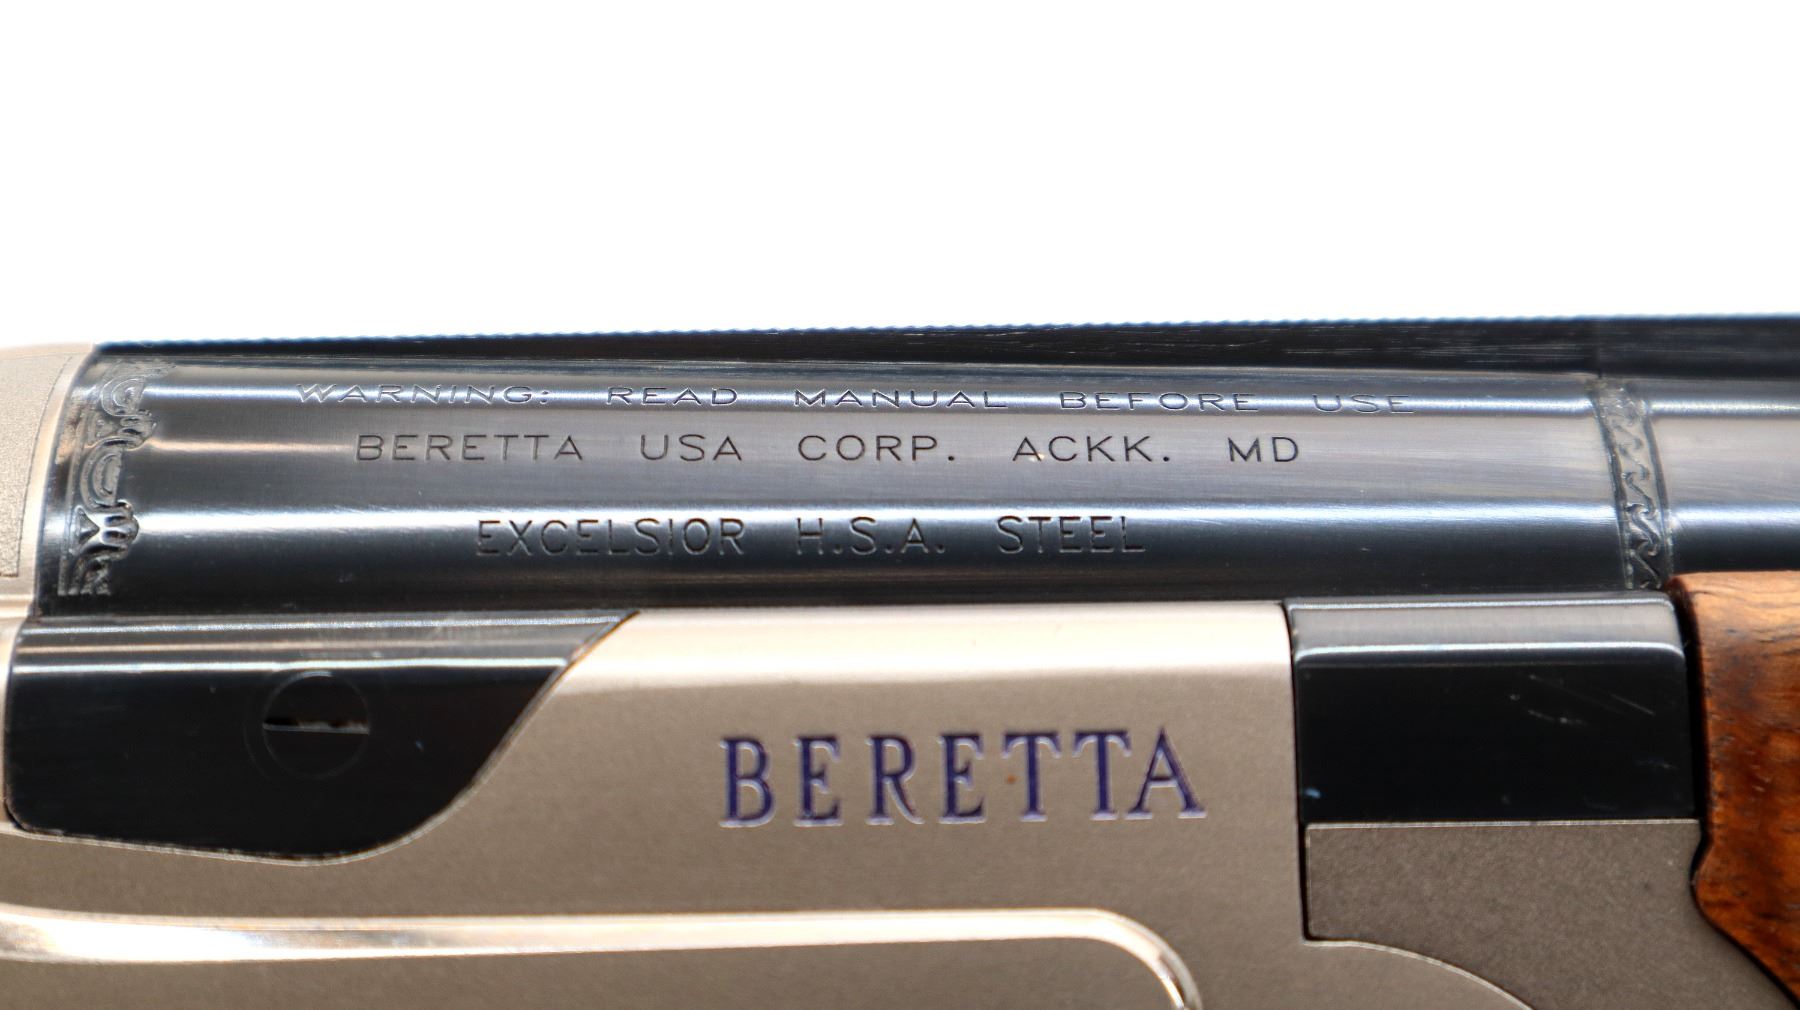 WARNING: READ MANUAL BEFORE USE
BERETTA USA CORP. ACKK. MD
EXCELSIOR H.S.A. STEEL
BERETTA